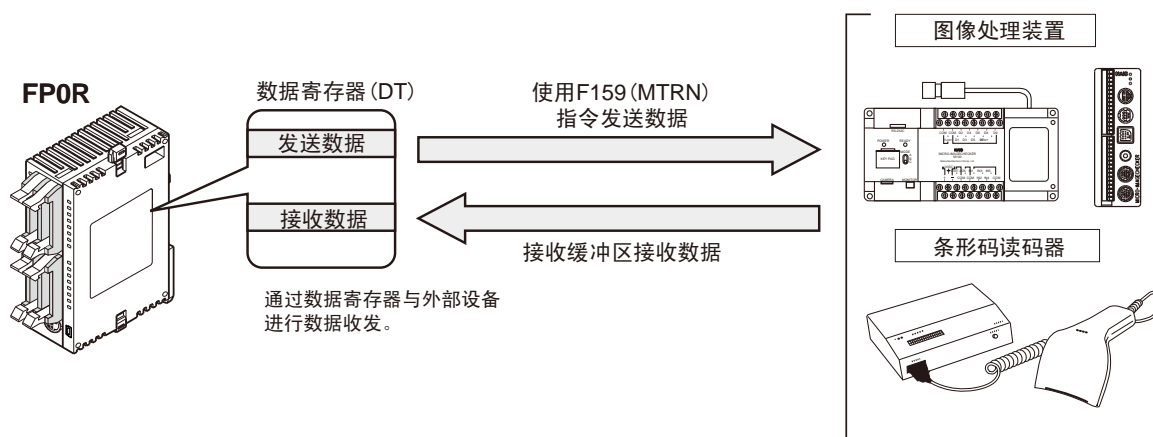 FP0R
数据寄存器(DT)
发送数据
接收数据
通过数据寄存器与外部设备
进行数据收发。
使用F159(MTRN)
指令发送数据
接收缓冲区接收数据
图像处理装置
条形码读码器